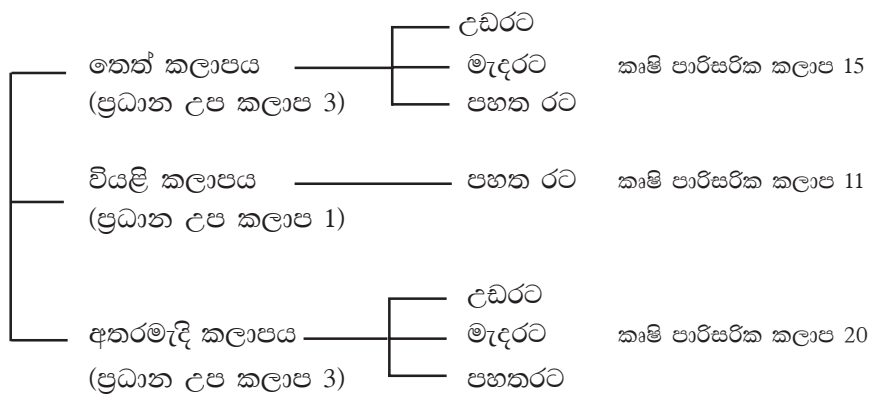 උඩරට
තෙත් කලාපය මැදරට කෘෂි පාරිසරික කලාප 15
(ප්‍රධාන උප කලාප 3) පහත රට
වියළි කලාපය පහත රට කෘෂි පාරිසරික කලාප 11
(ප්‍රධාන උප කලාප 1)
උඩරට
අතරමැදි කලාපය මැදරට කෘෂි පාරිසරික කලාප 20
(ප්‍රධාන උප කලාප 3) පහතරට